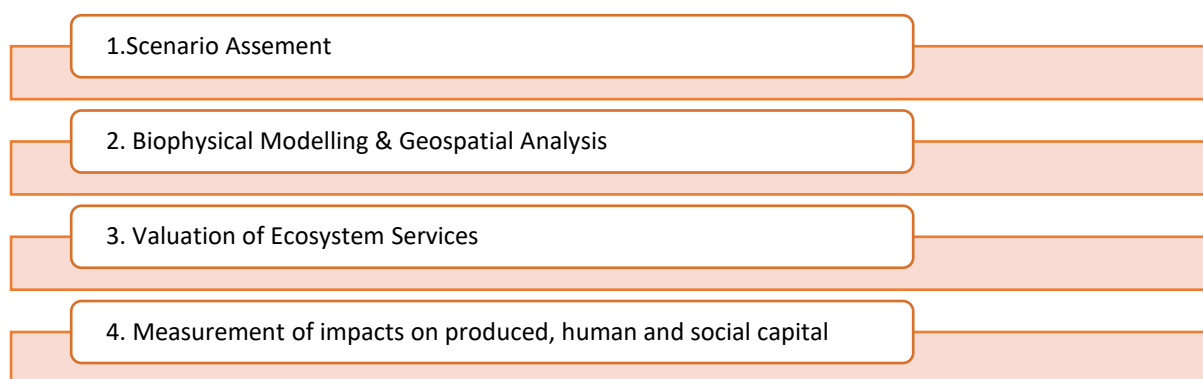 1.Scenario Assement
2. Biophysical Modelling & Geospatial Analysis
3. Valuation of Ecosystem Services
4. Measurement of impacts on produced, human and social capital